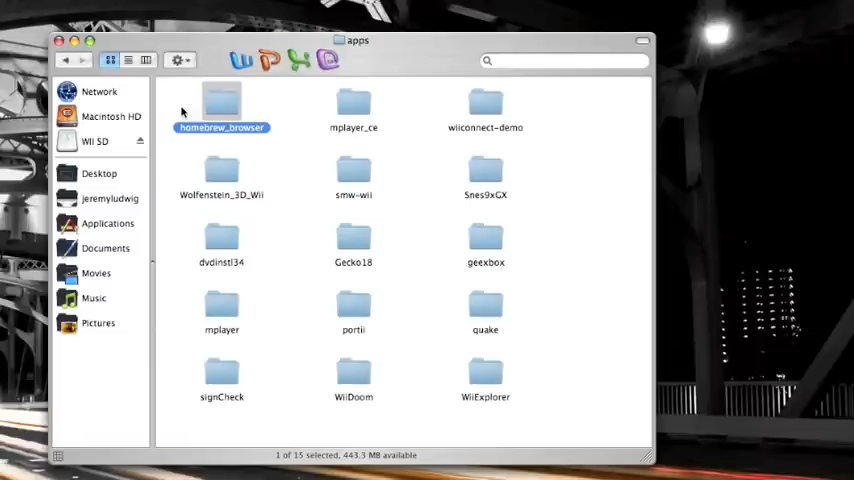 apps
Network
Macintosh HD
WII SD
Desktop
jeremyludwig
Applications
Documents
Movies
Music
Pictures
homebrew_browser mplayer_ce wiiconnect-demo
Wolfenstein_3D_Wii smw-wii Snes9xGX
dvdinstl34 Gecko18 geexbox
mplayer portii quake
signCheck WiiDoom WiiExplorer
1 of 15 selected, 443.3 MB available